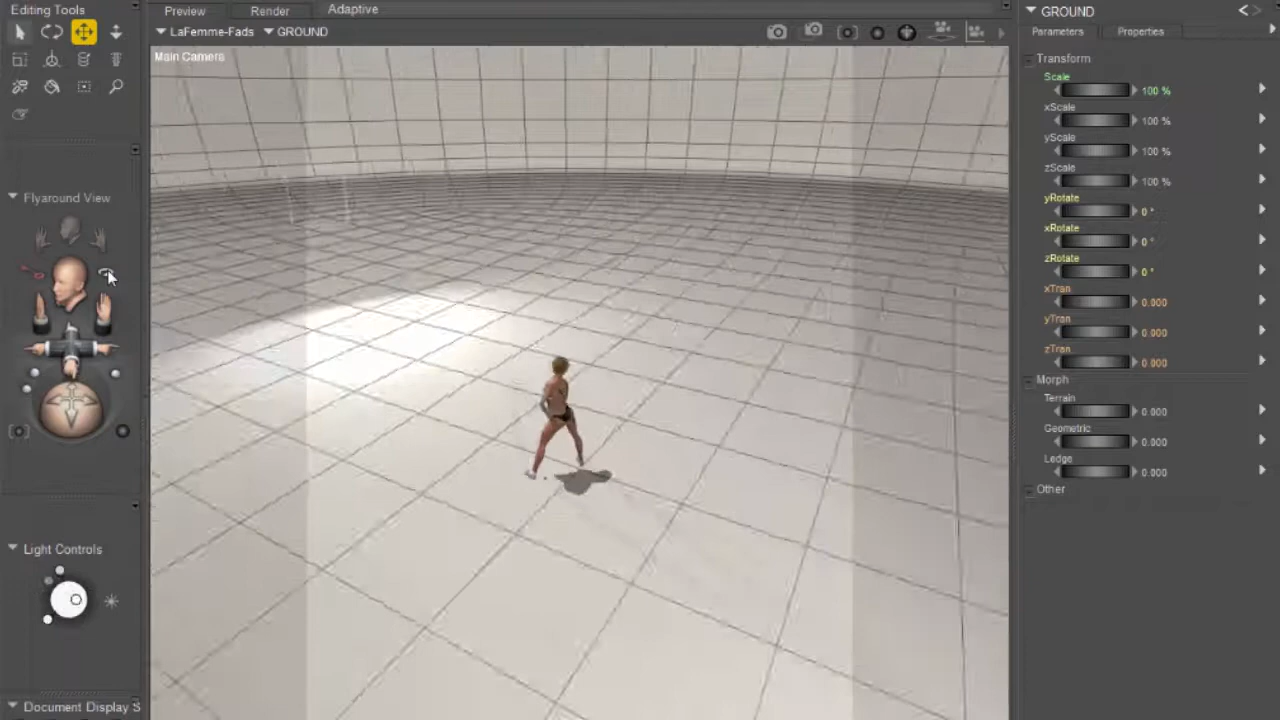 Editing Tools
Preview
Render
Adaptive
LaFemme-Fads
GROUND
Main Camera
Flyaround View
Light Controls
Document Display S
GROUND
Parameters
Properties
Transform
Scale
100 %
xScale
100 %
yScale
100 %
zScale
100 %
yRotate
0 °
xRotate
0 °
zRotate
0 °
xTran
0.000
yTran
0.000
zTran
0.000
Morph
Terrain
0.000
Geometric
0.000
Ledge
0.000
Other